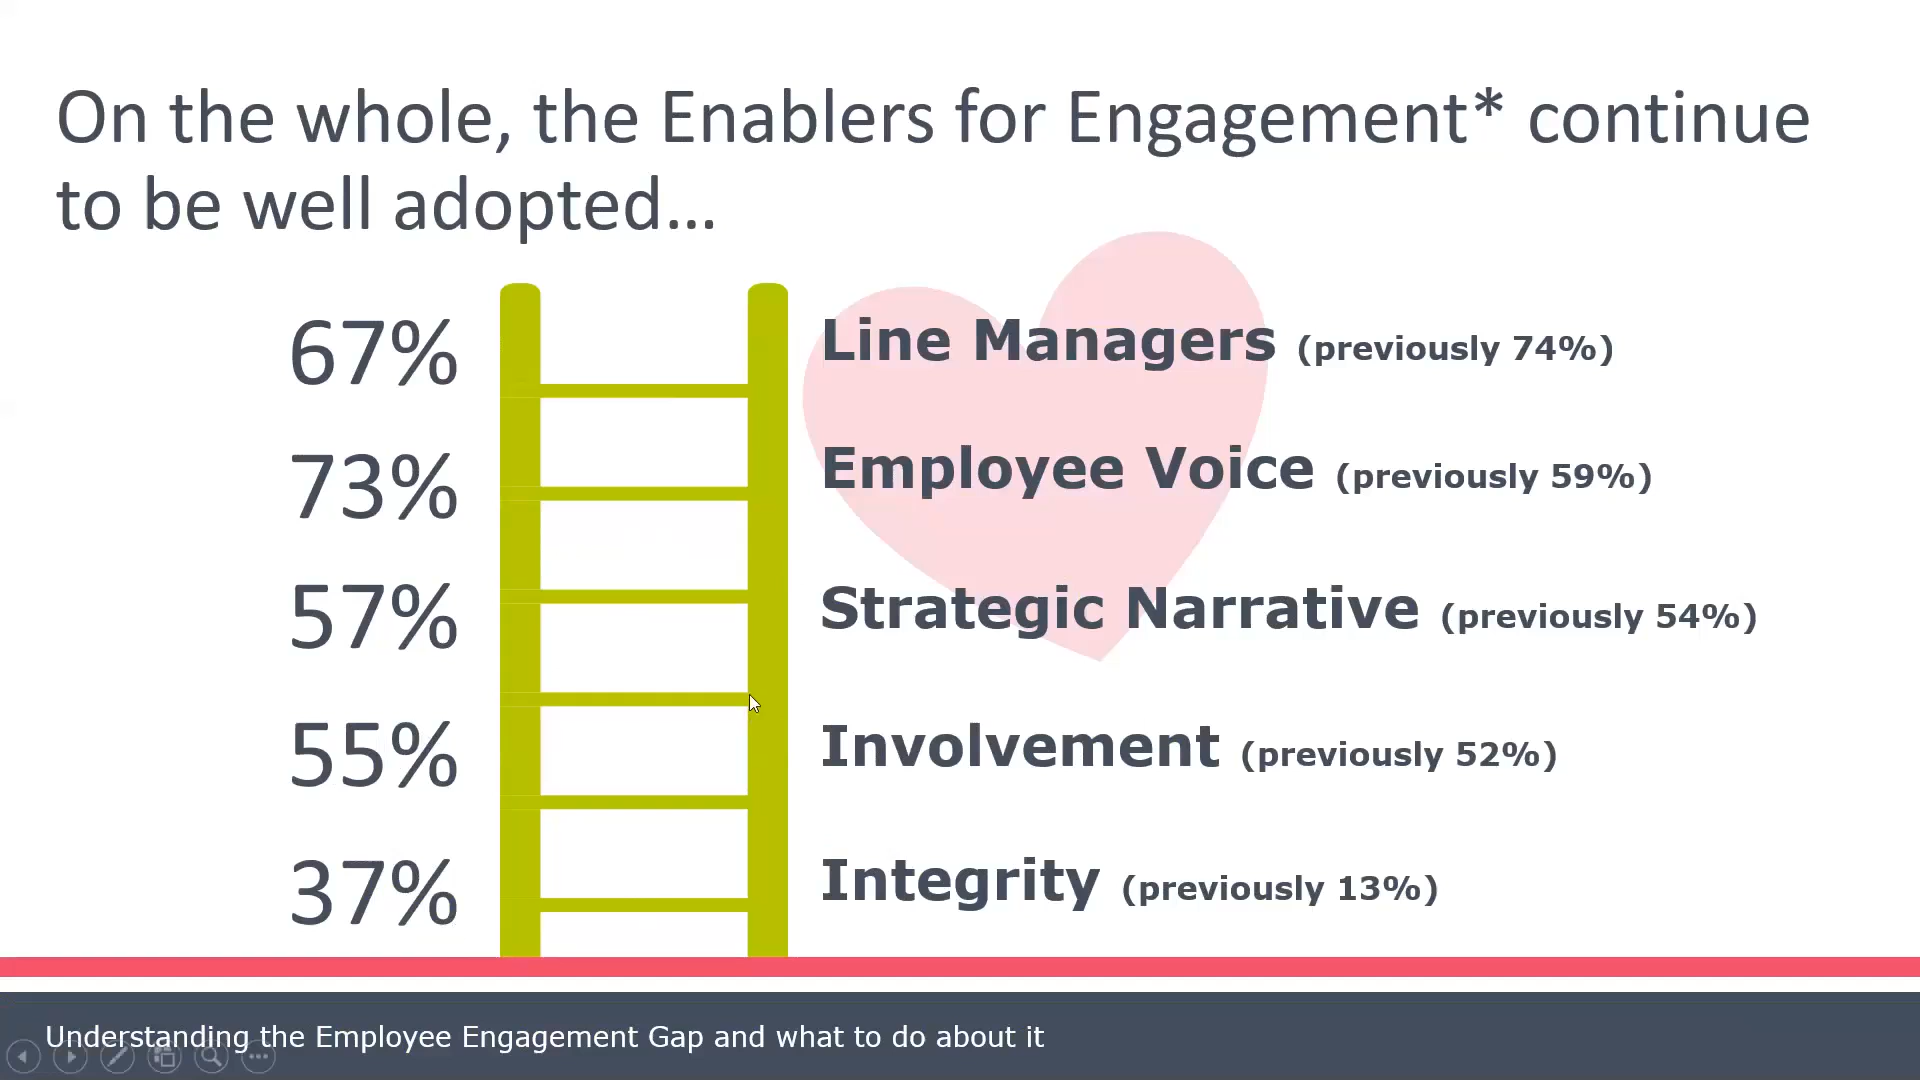 On the whole, the Enablers for Engagement* continue
to be well adopted...
67% Line Managers (previously 74%)
73% Employee Voice (previously 59%)
57% Strategic Narrative (previously 54%)
55% Involvement (previously 52%)
37% Integrity (previously 13%)
Understanding the Employee Engagement Gap and what to do about it